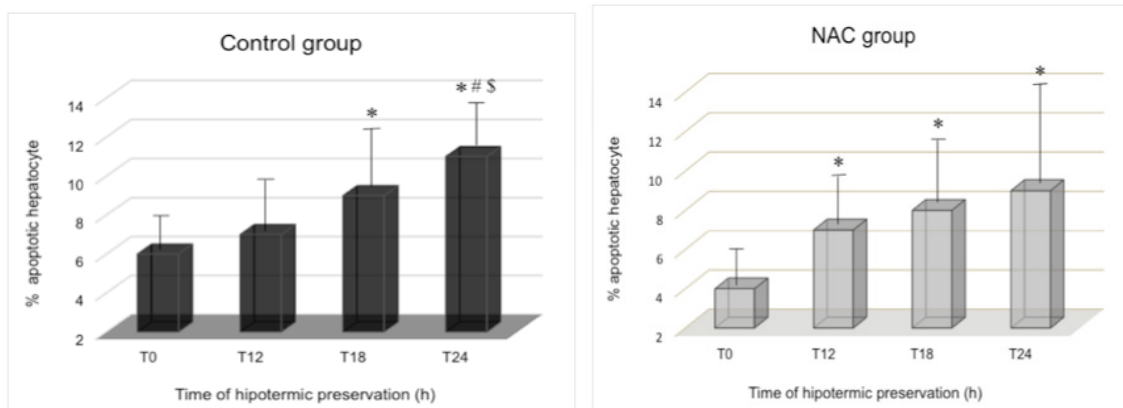 Control group
% apoptotic hepatocyte
14
12
10
8
6
4
2
*
* # $
T0 T12 T18 T24
Time of hipotermic preservation (h)
NAC group
% apoptotic hepatocyte
14
12
10
8
6
4
2
*
*
*
T0 T12 T18 T24
Time of hipotermic preservation (h)